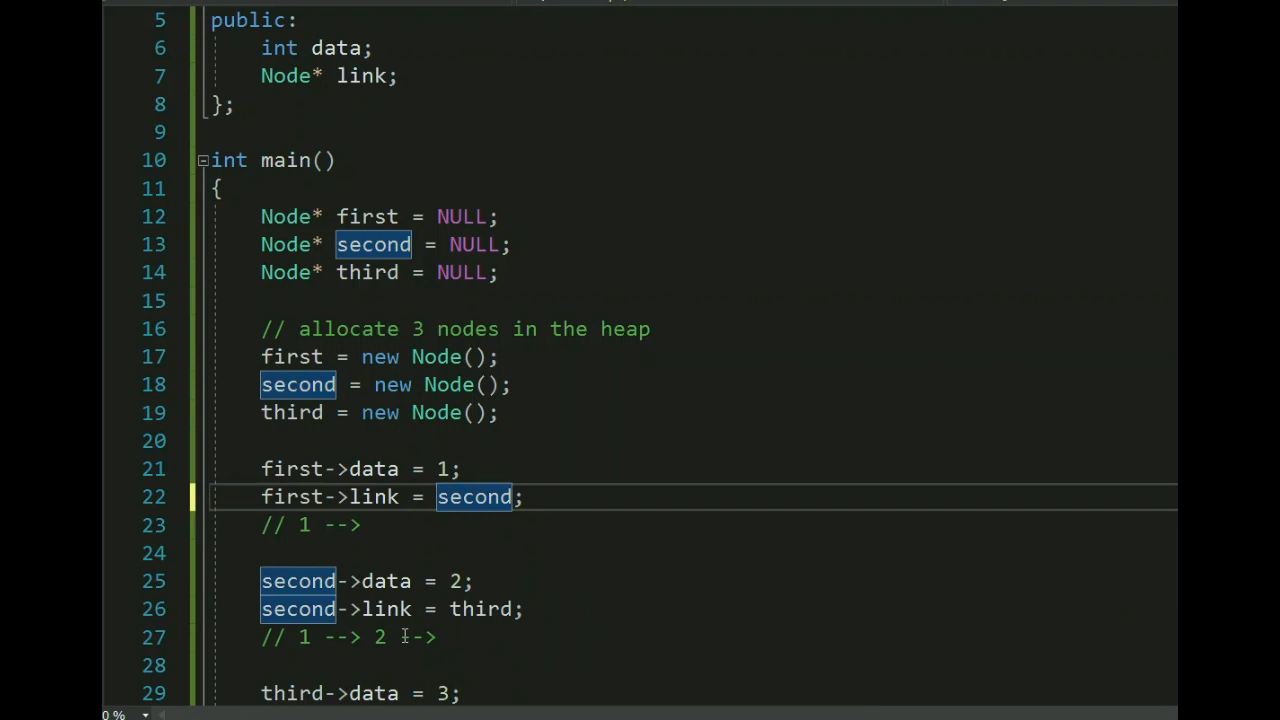 5 public:
6 int data;
7 Node* link;
8 };
9
10 int main()
11 {
12 Node* first = NULL;
13 Node* second = NULL;
14 Node* third = NULL;
15
16 // allocate 3 nodes in the heap
17 first = new Node();
18 second = new Node();
19 third = new Node();
20
21 first->data = 1;
22 first->link = second;
23 // 1 -->
24
25 second->data = 2;
26 second->link = third;
27 // 1 --> 2 -->
28
29 third->data = 3;
0 %